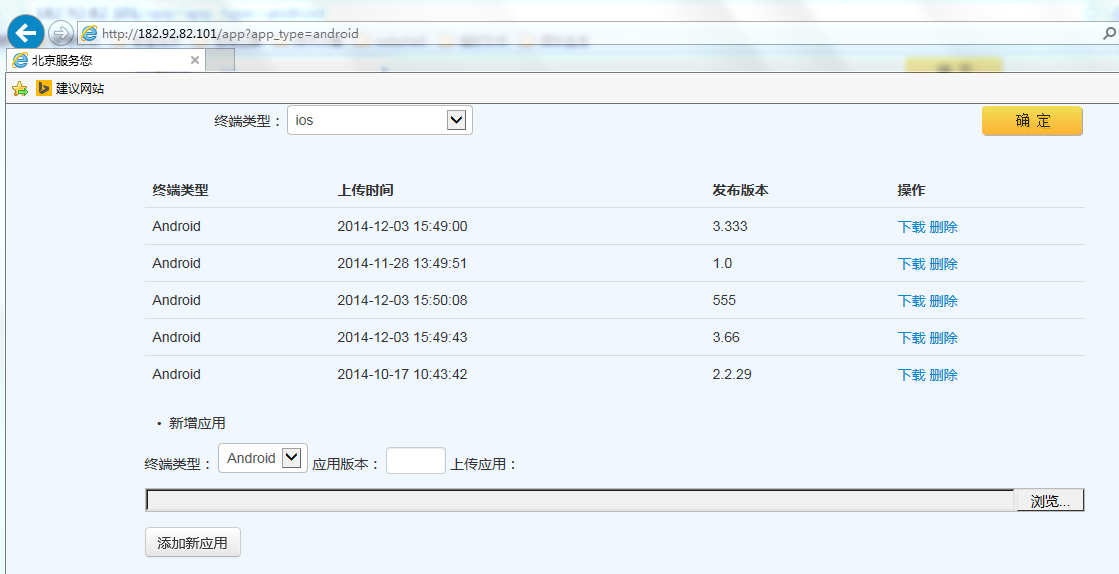 http://182.92.82.101/app?app_type=android
北京服务您
建议网站
终端类型： ios 确 定
终端类型 上传时间 发布版本 操作
Android 2014-12-03 15:49:00 3.333 下载 删除
Android 2014-11-28 13:49:51 1.0 下载 删除
Android 2014-12-03 15:50:08 555 下载 删除
Android 2014-12-03 15:49:43 3.66 下载 删除
Android 2014-10-17 10:43:42 2.2.29 下载 删除
• 新增应用
终端类型： Android 应用版本： 上传应用：
浏览...
添加新应用